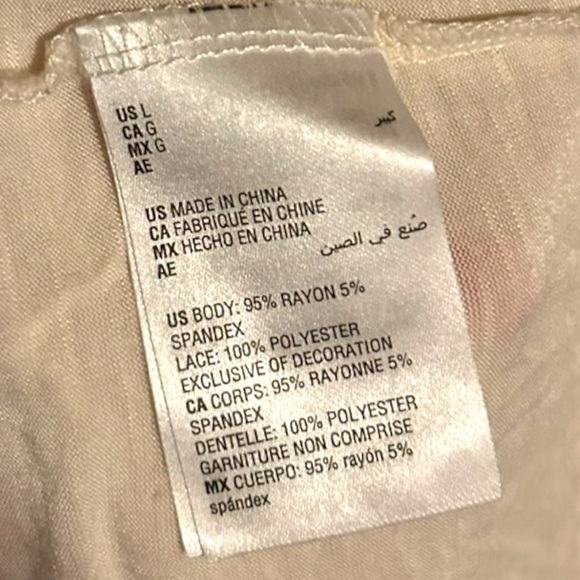 US L
CA G
MX G
AE كبير
US MADE IN CHINA
CA FABRIQUÉ EN CHINE
MX HECHO EN CHINA
AE صُنع في الصين
US BODY: 95% RAYON 5%
SPANDEX
LACE: 100% POLYESTER
EXCLUSIVE OF DECORATION
CA CORPS: 95% RAYONNE 5%
SPANDEX
DENTELLE: 100% POLYESTER
GARNITURE NON COMPRISE
MX CUERPO: 95% rayón 5%
spándex